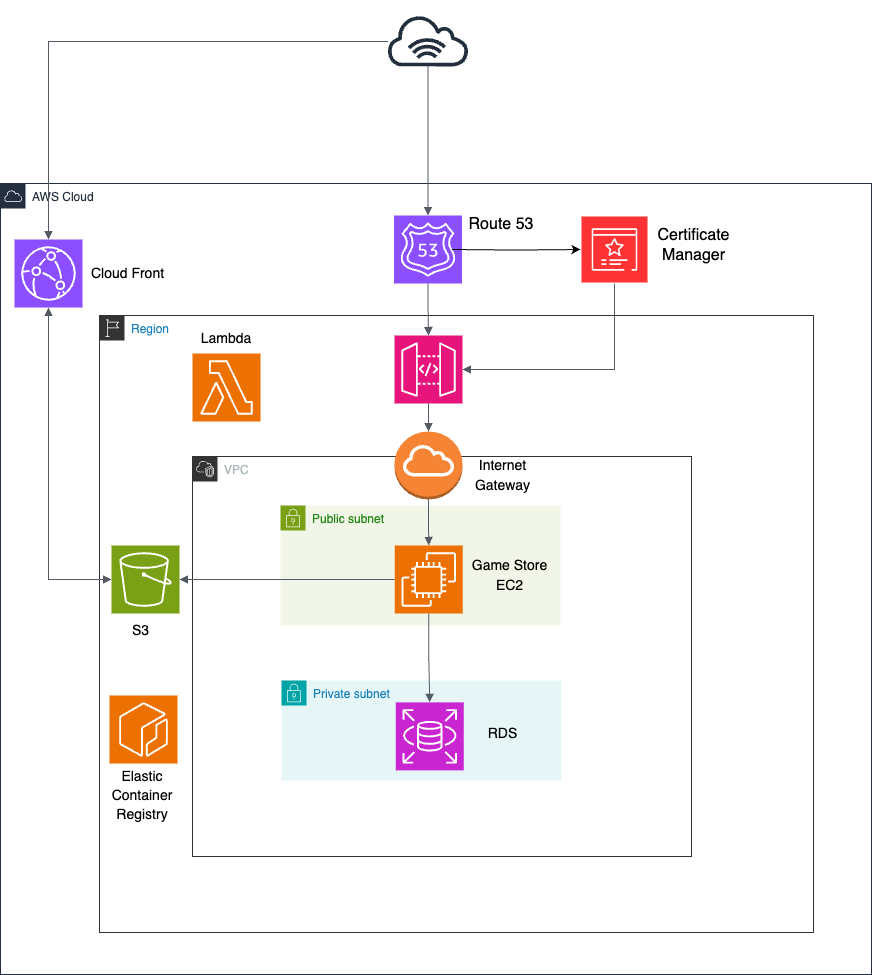 AWS Cloud
Route 53
53
Certificate
Manager
Cloud Front
Region
Lambda
</>
Internet
Gateway
VPC
Public subnet
Game Store
EC2
S3
Private subnet
RDS
Elastic
Container
Registry